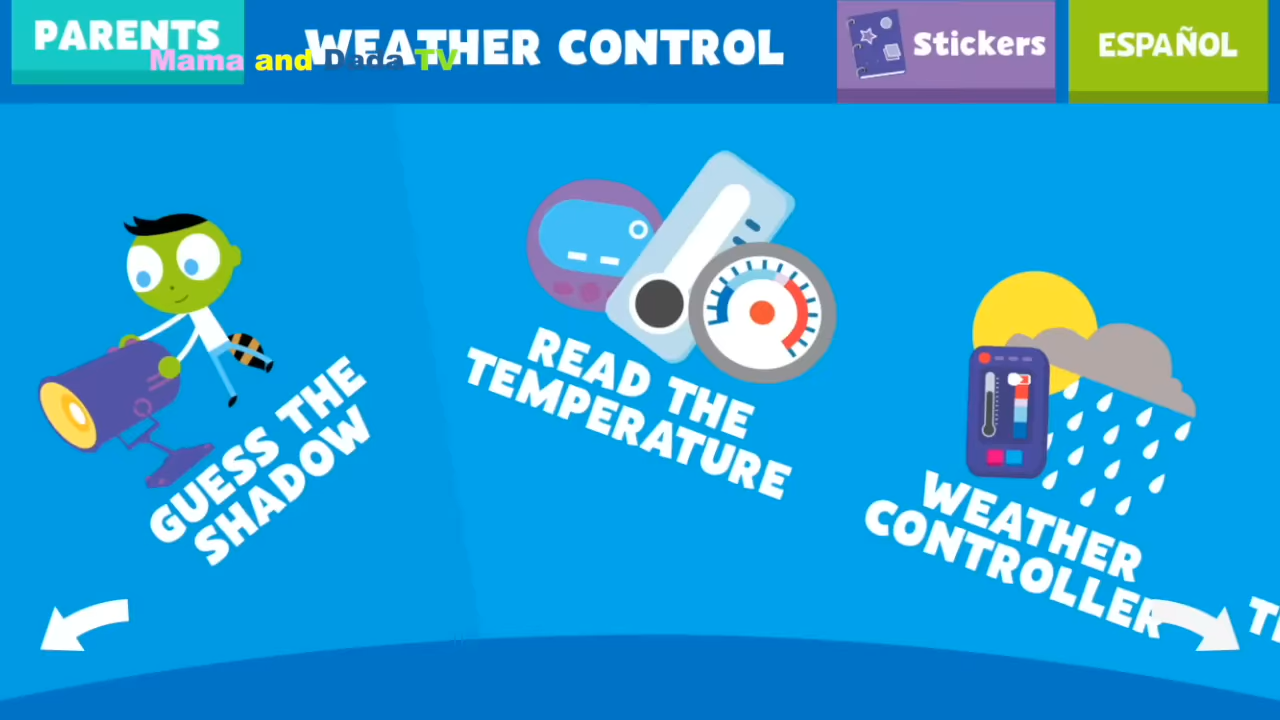 PARENTS
WEATHER CONTROL
Stickers
ESPAÑOL
Mama and Dada TV
GUESS THE
SHADOW
READ THE
TEMPERATURE
WEATHER
CONTROLLER